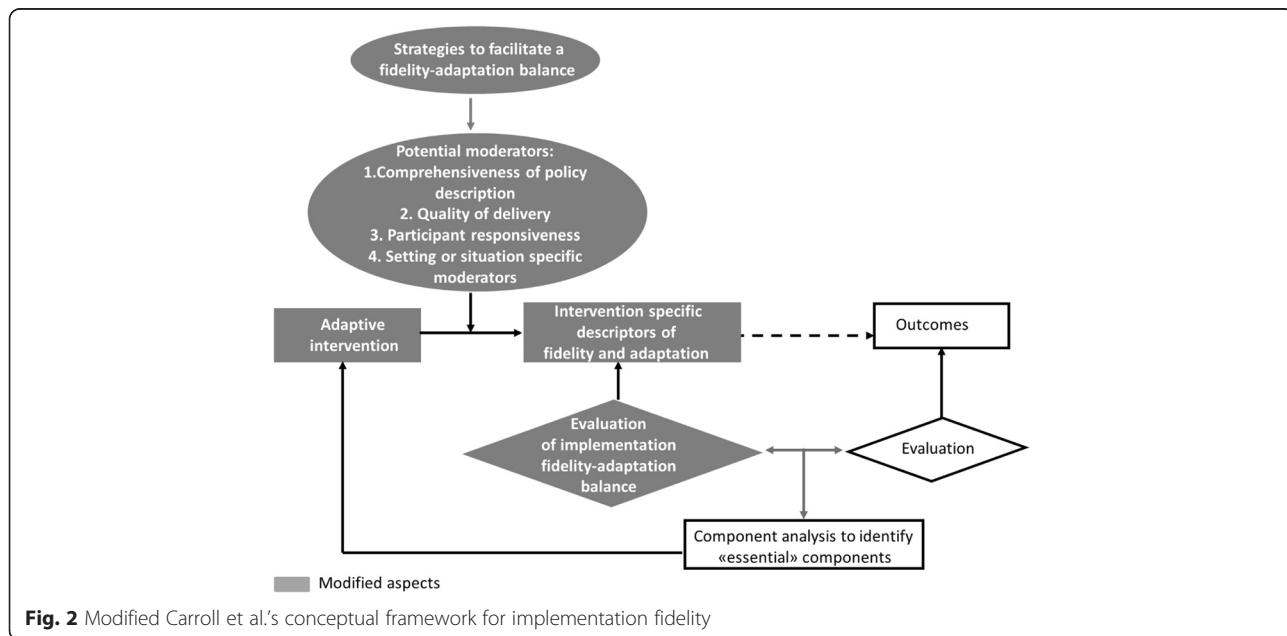 Strategies to facilitate a
fidelity-adaptation balance
Potential moderators:
1.Comprehensiveness of policy
description
2. Quality of delivery
3. Participant responsiveness
4. Setting or situation specific
moderators
Adaptive
intervention
Intervention specific
descriptors of
fidelity and adaptation
Outcomes
Evaluation
of implementation
fidelity-adaptation
balance
Evaluation
Component analysis to identify
«essential» components
Modified aspects
Fig. 2 Modified Carroll et al.'s conceptual framework for implementation fidelity